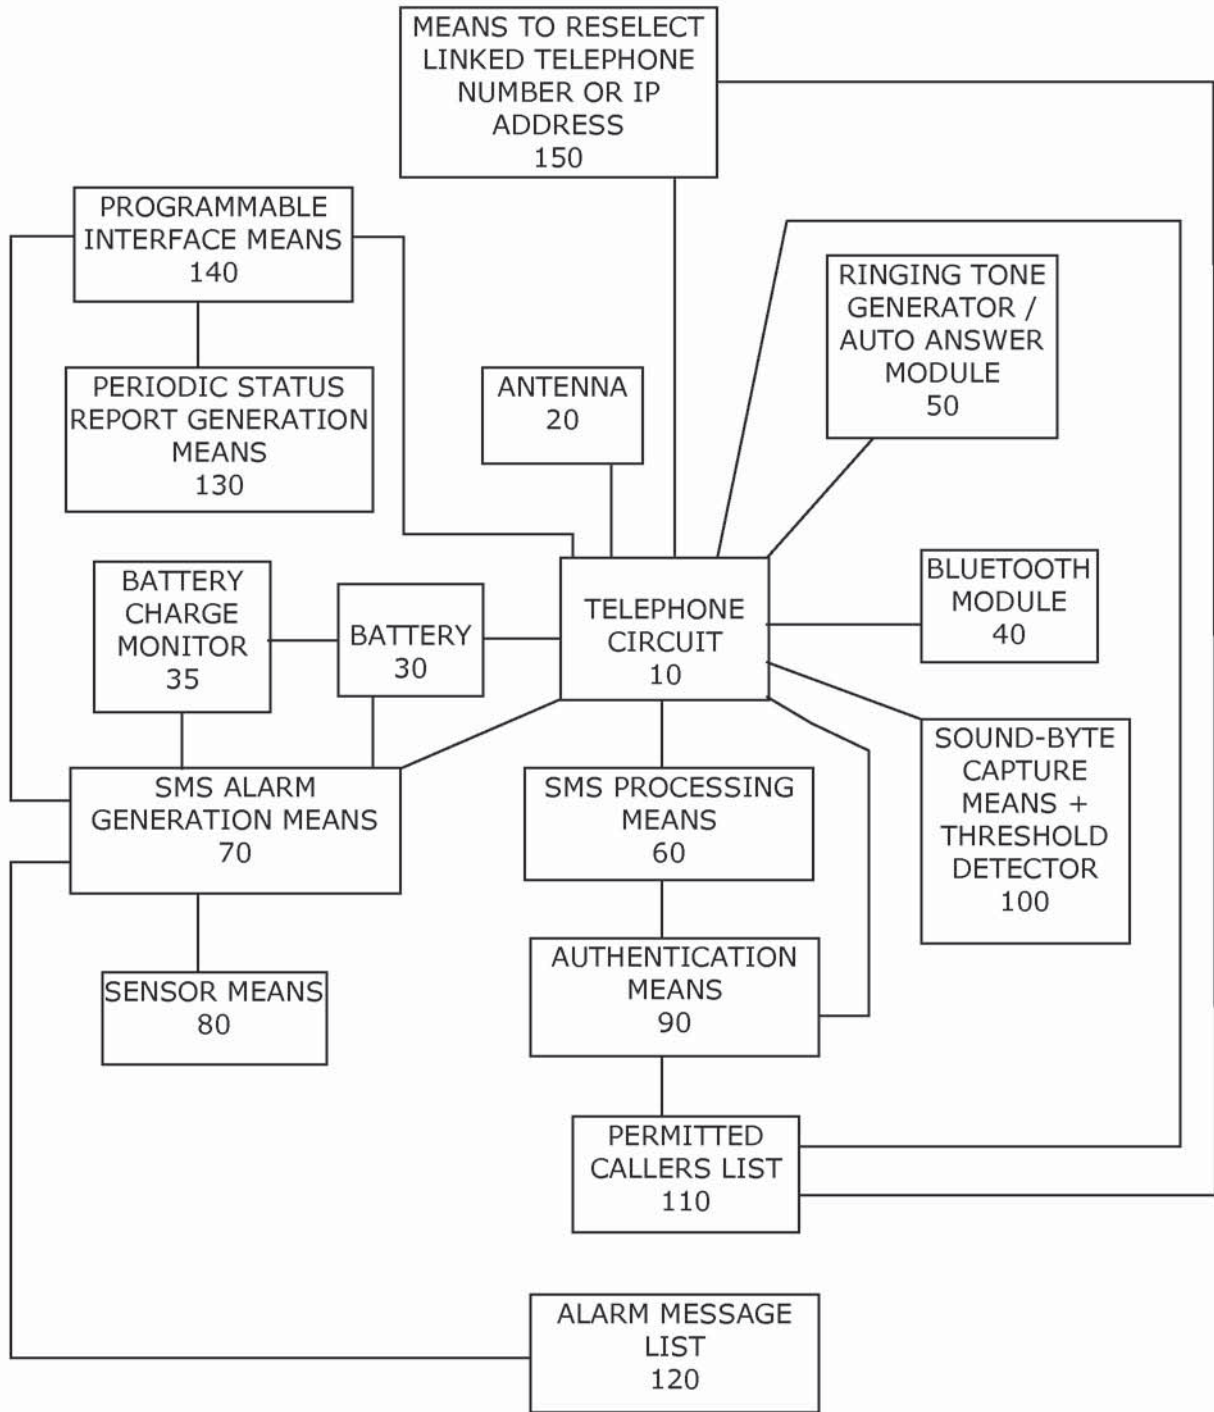 MEANS TO RESELECT
LINKED TELEPHONE
NUMBER OR IP
ADDRESS
150
PROGRAMMABLE
INTERFACE MEANS
140
RINGING TONE
GENERATOR /
AUTO ANSWER
MODULE
50
PERIODIC STATUS
REPORT GENERATION
MEANS
130
ANTENNA
20
BATTERY
CHARGE
MONITOR
35
BATTERY
30
TELEPHONE
CIRCUIT
10
BLUETOOTH
MODULE
40
SMS ALARM
GENERATION MEANS
70
SMS PROCESSING
MEANS
60
SOUND-BYTE
CAPTURE
MEANS +
THRESHOLD
DETECTOR
100
SENSOR MEANS
80
AUTHENTICATION
MEANS
90
PERMITTED
CALLERS LIST
110
ALARM MESSAGE
LIST
120